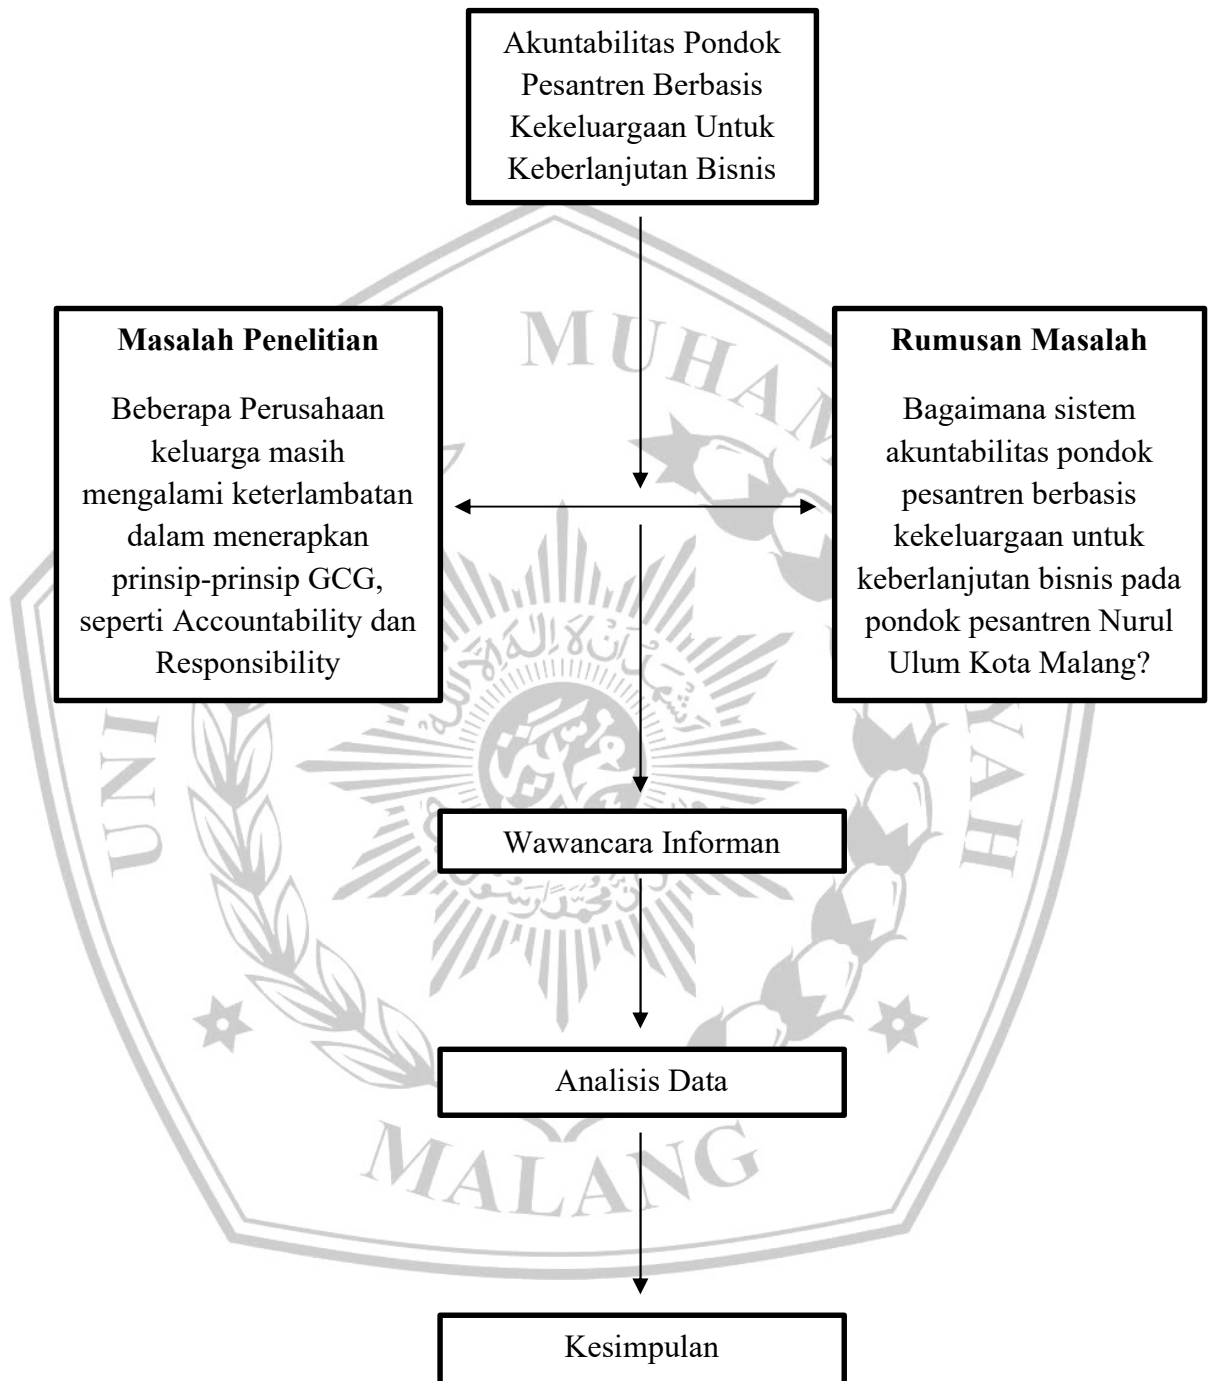 Akuntabilitas Pondok
Pesantren Berbasis
Kekeluargaan Untuk
Keberlanjutan Bisnis
Masalah Penelitian
Beberapa Perusahaan
keluarga masih
mengalami keterlambatan
dalam menerapkan
prinsip-prinsip GCG,
seperti Accountability dan
Responsibility
Rumusan Masalah
Bagaimana sistem
akuntabilitas pondok
pesantren berbasis
kekeluargaan untuk
keberlanjutan bisnis pada
pondok pesantren Nurul
Ulum Kota Malang?
Wawancara Informan
Analisis Data
Kesimpulan
MALANG